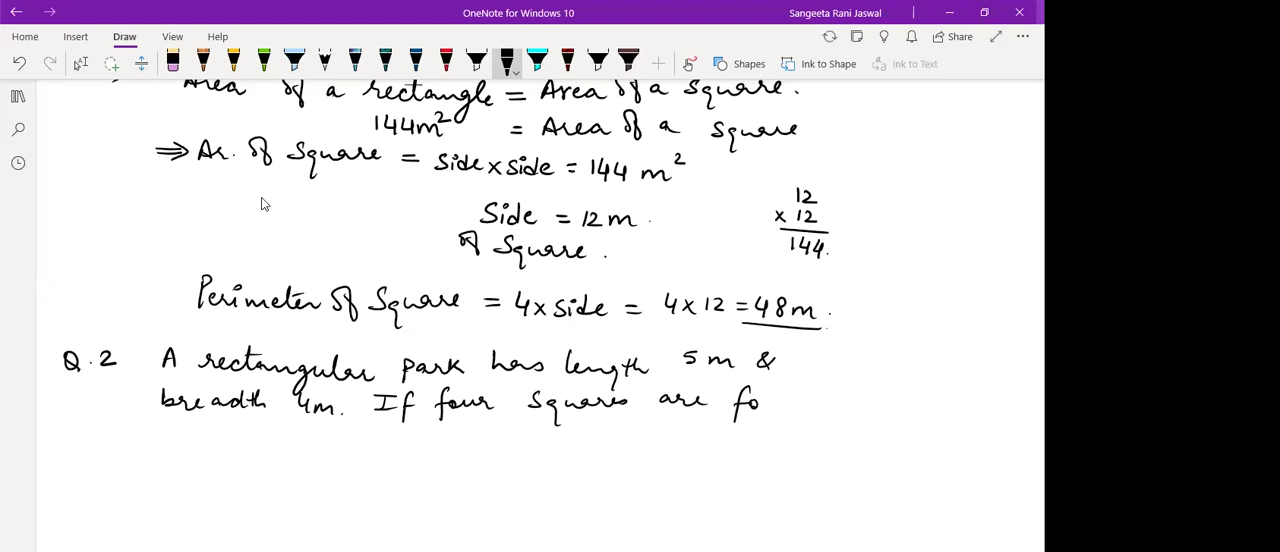 OneNote for Windows 10
Sangeeta Rani Jaswal
Home Insert Draw View Help
Share
Shapes Ink to Shape Ink to Text
Area of a rectangle = Area of a square.
144m² = Area of a square
⇒ Ar. of Square = Side x Side = 144 m²
Side = 12 m.
of Square.
12
x 12
144.
Perimeter of Square = 4 x Side = 4 x 12 = 48 m.
Q.2 A rectangular park has length 5 m &
breadth 4m. If four squares are fo